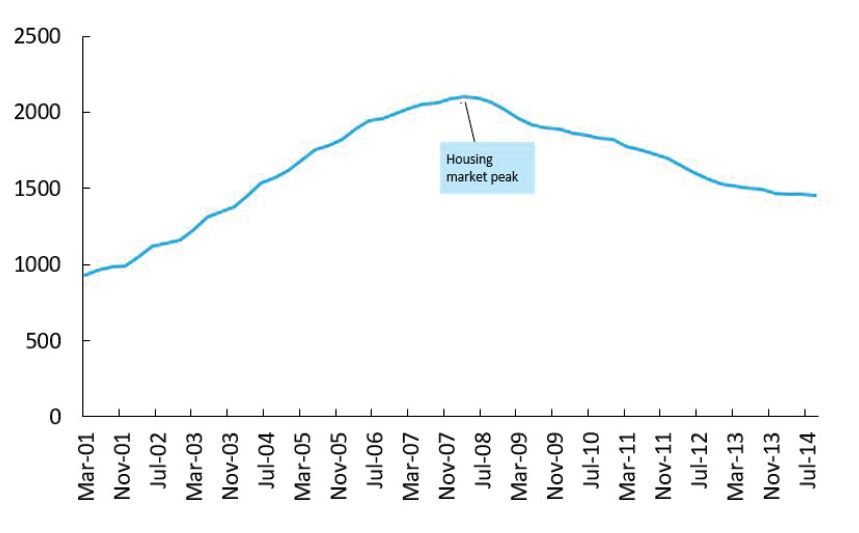 2500
2000
1500
1000
500
0
Housing
market peak
Mar-01
Nov-01
Jul-02
Mar-03
Nov-03
Jul-04
Mar-05
Nov-05
Jul-06
Mar-07
Nov-07
Jul-08
Mar-09
Nov-09
Jul-10
Mar-11
Nov-11
Jul-12
Mar-13
Nov-13
Jul-14